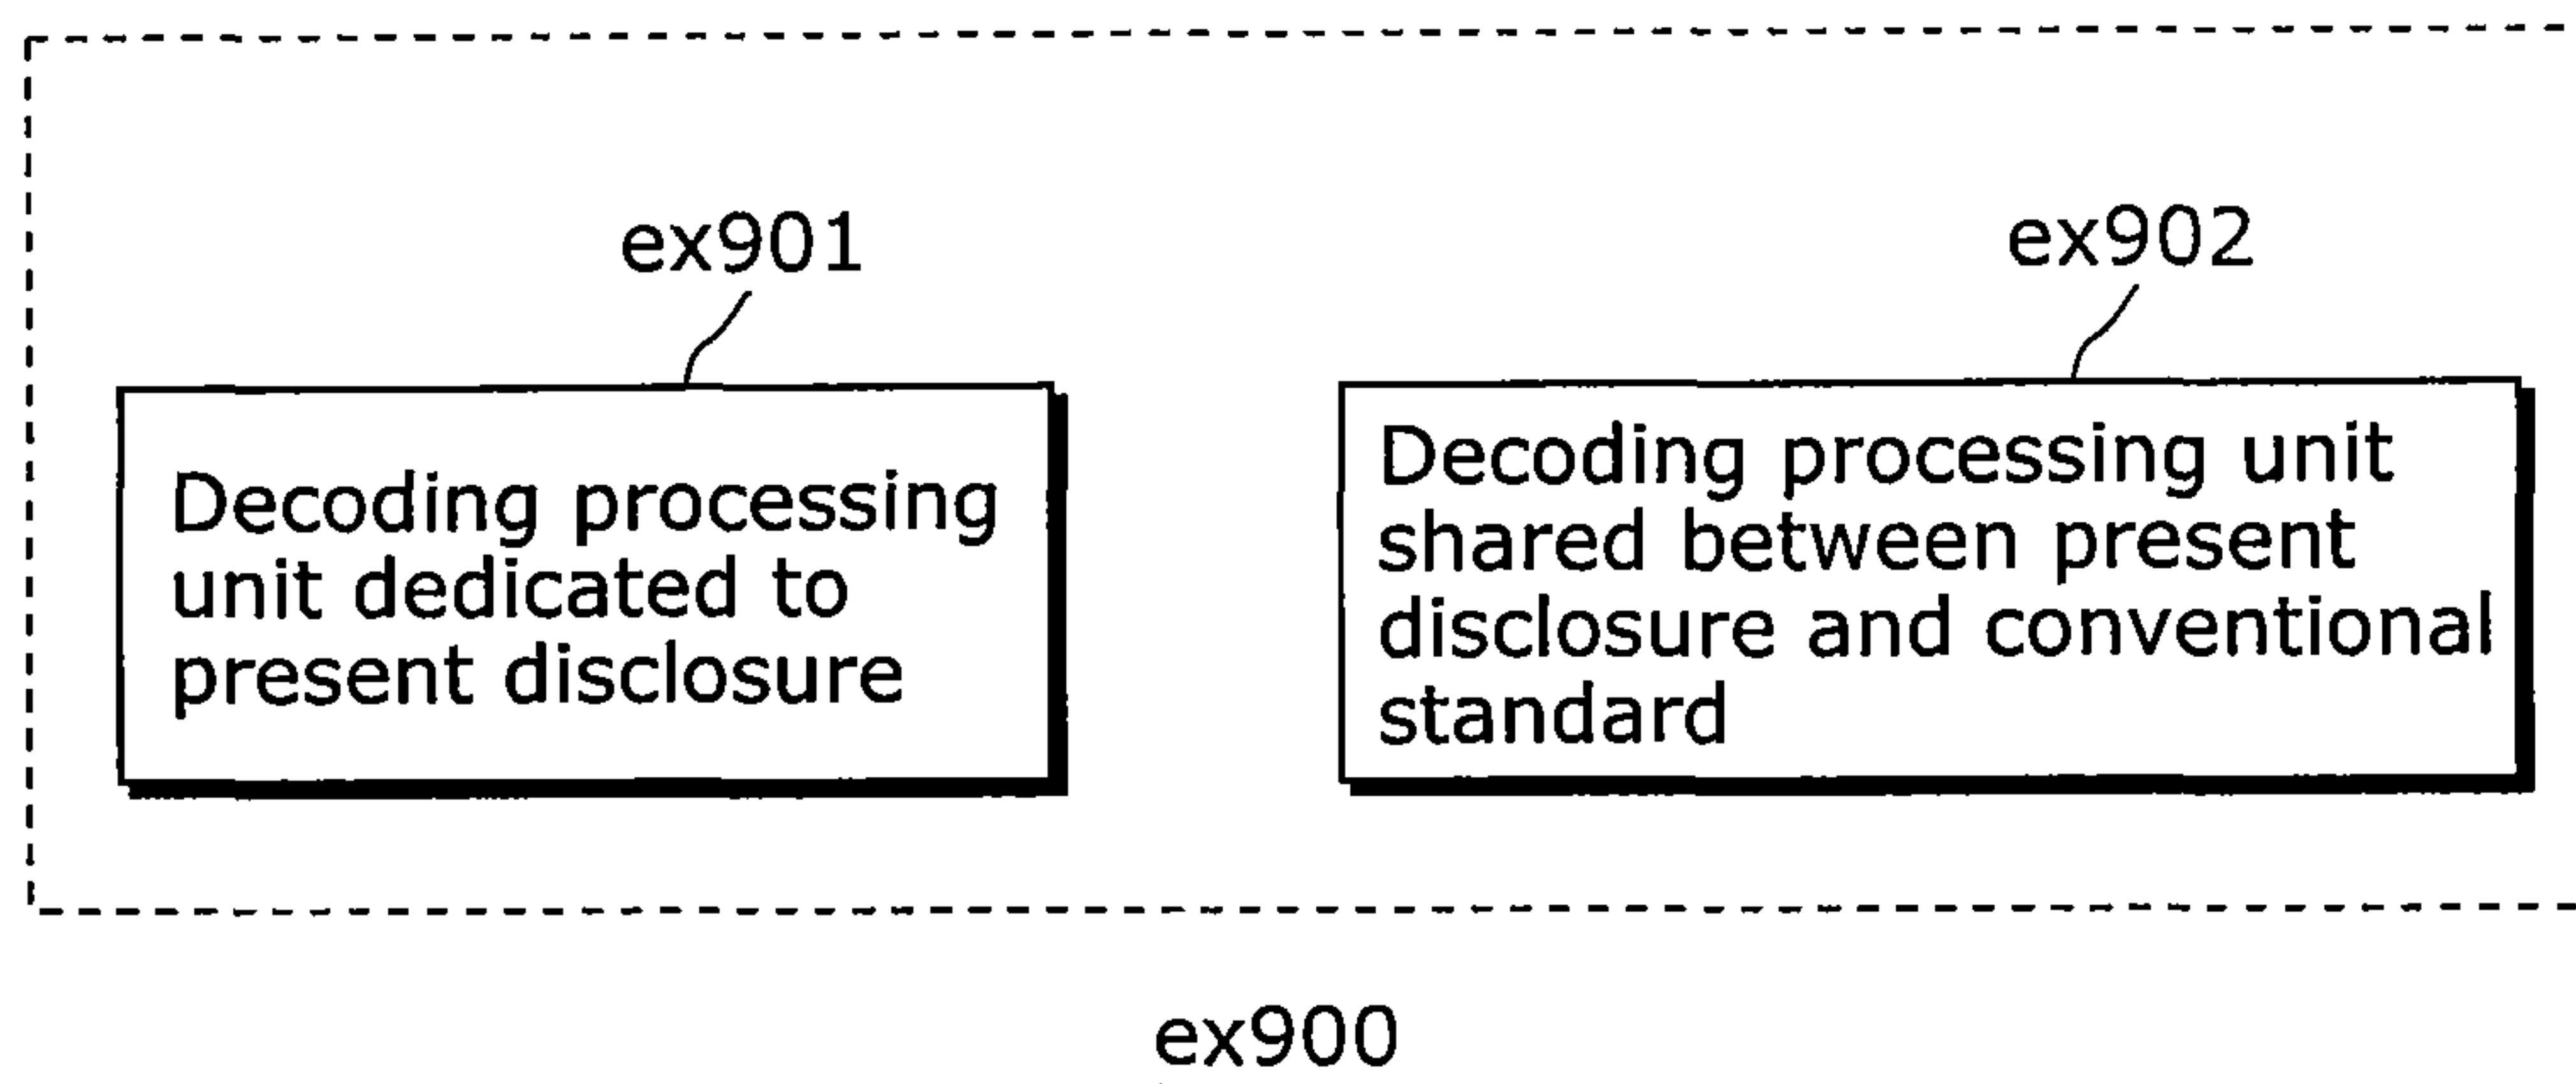 ex901
ex902
Decoding processing
unit dedicated to
present disclosure
Decoding processing unit
shared between present
disclosure and conventional
standard
ex900